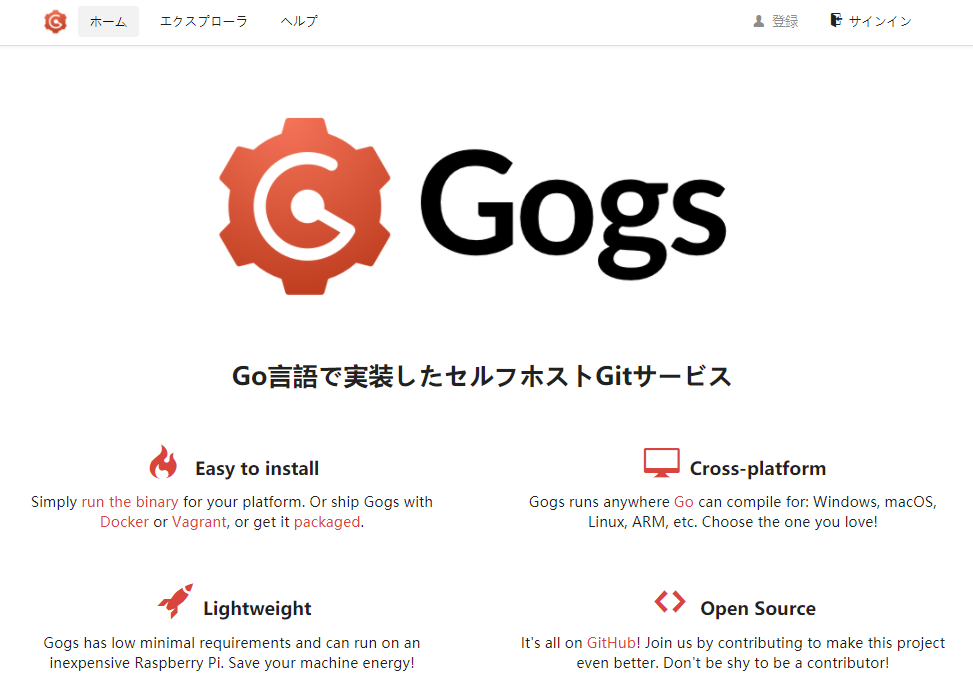 ホーム エクスプローラ ヘルプ 登録 サインイン
Gogs
Go言語で実装したセルフホストGitサービス
Easy to install
Simply run the binary for your platform. Or ship Gogs with
Docker or Vagrant, or get it packaged.
Cross-platform
Gogs runs anywhere Go can compile for: Windows, macOS,
Linux, ARM, etc. Choose the one you love!
Lightweight
Gogs has low minimal requirements and can run on an
inexpensive Raspberry Pi. Save your machine energy!
Open Source
It's all on GitHub! Join us by contributing to make this project
even better. Don't be shy to be a contributor!